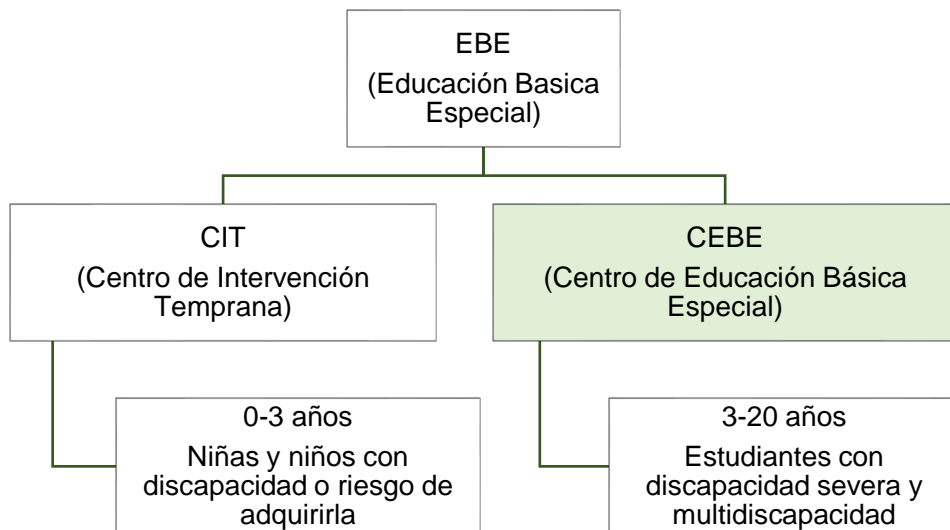 EBE
(Educación Basica
Especial)
CIT
(Centro de Intervención
Temprana)
CEBE
(Centro de Educación Básica
Especial)
0-3 años
Niñas y niños con
discapacidad o riesgo de
adquirirla
3-20 años
Estudiantes con
discapacidad severa y
multidiscapacidad